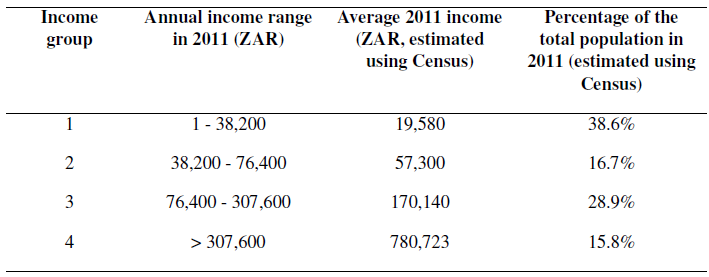 Income Annual income range Average 2011 income Percentage of the
group in 2011 (ZAR) (ZAR, estimated total population in
using Census) 2011 (estimated using
Census)
1 1 - 38,200 19,580 38.6%
2 38,200 - 76,400 57,300 16.7%
3 76,400 - 307,600 170,140 28.9%
4 > 307,600 780,723 15.8%